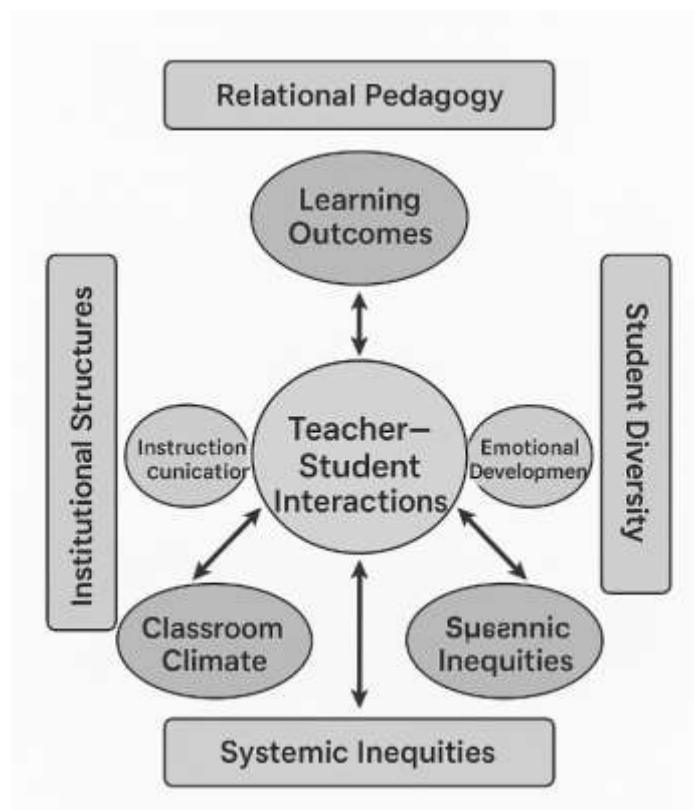 Relational Pedagogy
Learning
Outcomes
Institutional Structures
Student Diversity
Instruction
cunication
Teacher—
Student
Interactions
Emotional
Developmen
Classroom
Climate
Inequities
Systemic Inequities